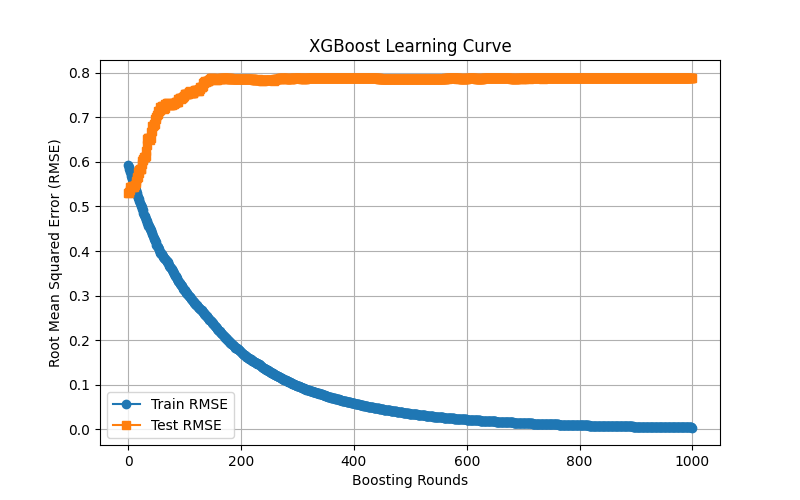 XGBoost Learning Curve
Root Mean Squared Error (RMSE)
0.8
0.7
0.6
0.5
0.4
0.3
0.2
0.1
0.0
Train RMSE
Test RMSE
0 200 400 600 800 1000
Boosting Rounds